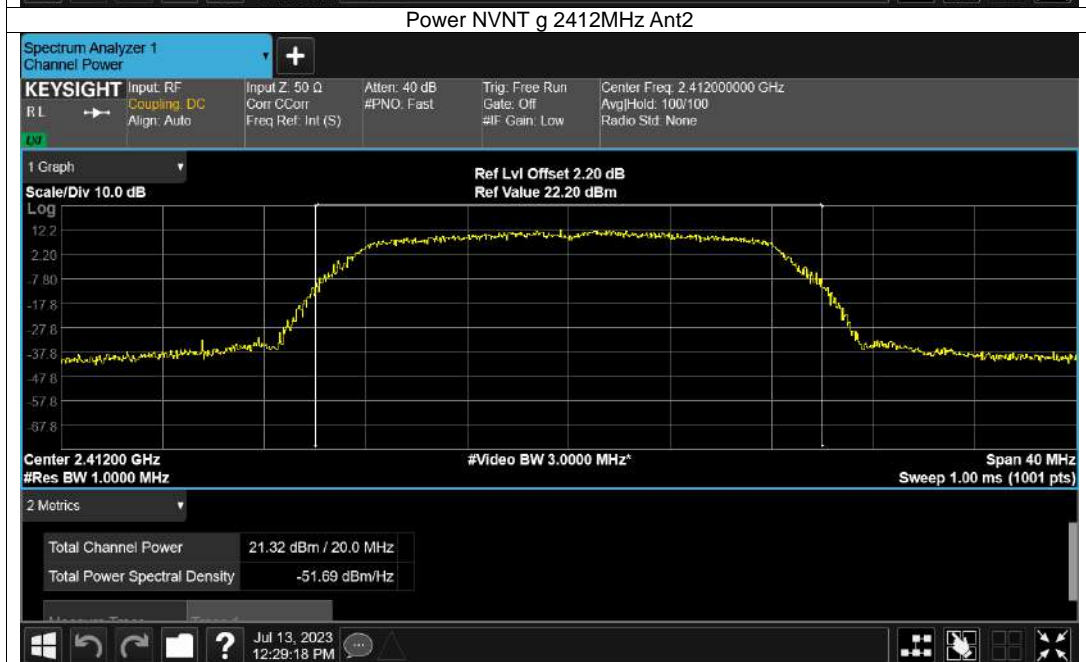 Power NVNT g 2412MHz Ant2
Spectrum Analyzer 1
Channel Power
+
KEYSIGHT Input: RF Input Z: 50 Ω Atten: 40 dB Trig: Free Run Center Freq: 2.412000000 GHz
R L Coupling: DC Corr CCorr #PNO: Fast Gate: Off Avg|Hold: 100/100
Align: Auto Freq Ref: Int (S) #IF Gain: Low Radio Std: None
LXI
1 Graph Ref Lvl Offset 2.20 dB
Scale/Div 10.0 dB Ref Value 22.20 dBm
Log
12.2
2.20
-7.80
-17.8
-27.8
-37.8
-47.8
-57.8
-67.8
Center 2.41200 GHz #Video BW 3.0000 MHz* Span 40 MHz
#Res BW 1.0000 MHz Sweep 1.00 ms (1001 pts)
2 Metrics
Total Channel Power 21.32 dBm / 20.0 MHz
Total Power Spectral Density -51.69 dBm/Hz
? Jul 13, 2023
12:29:18 PM